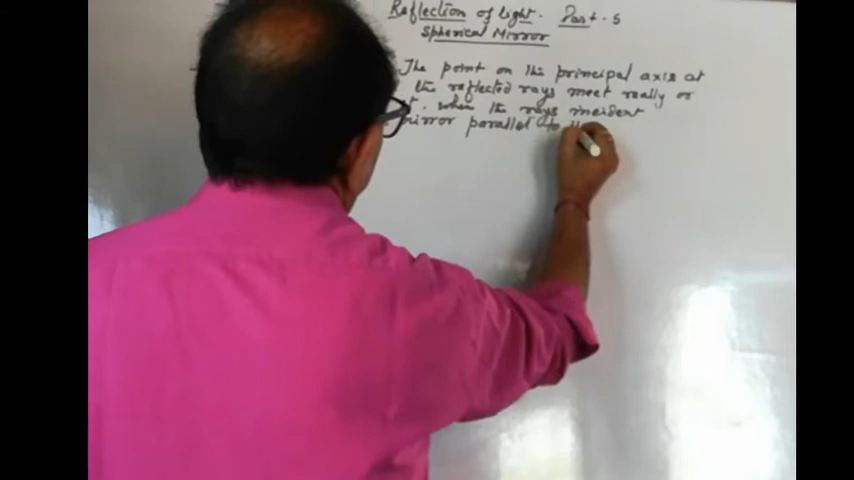 Reflection of light. Part - 5
Spherical Mirror
The point on the principal axis at
the reflected rays meet really or
when the rays incident
mirror parallel to